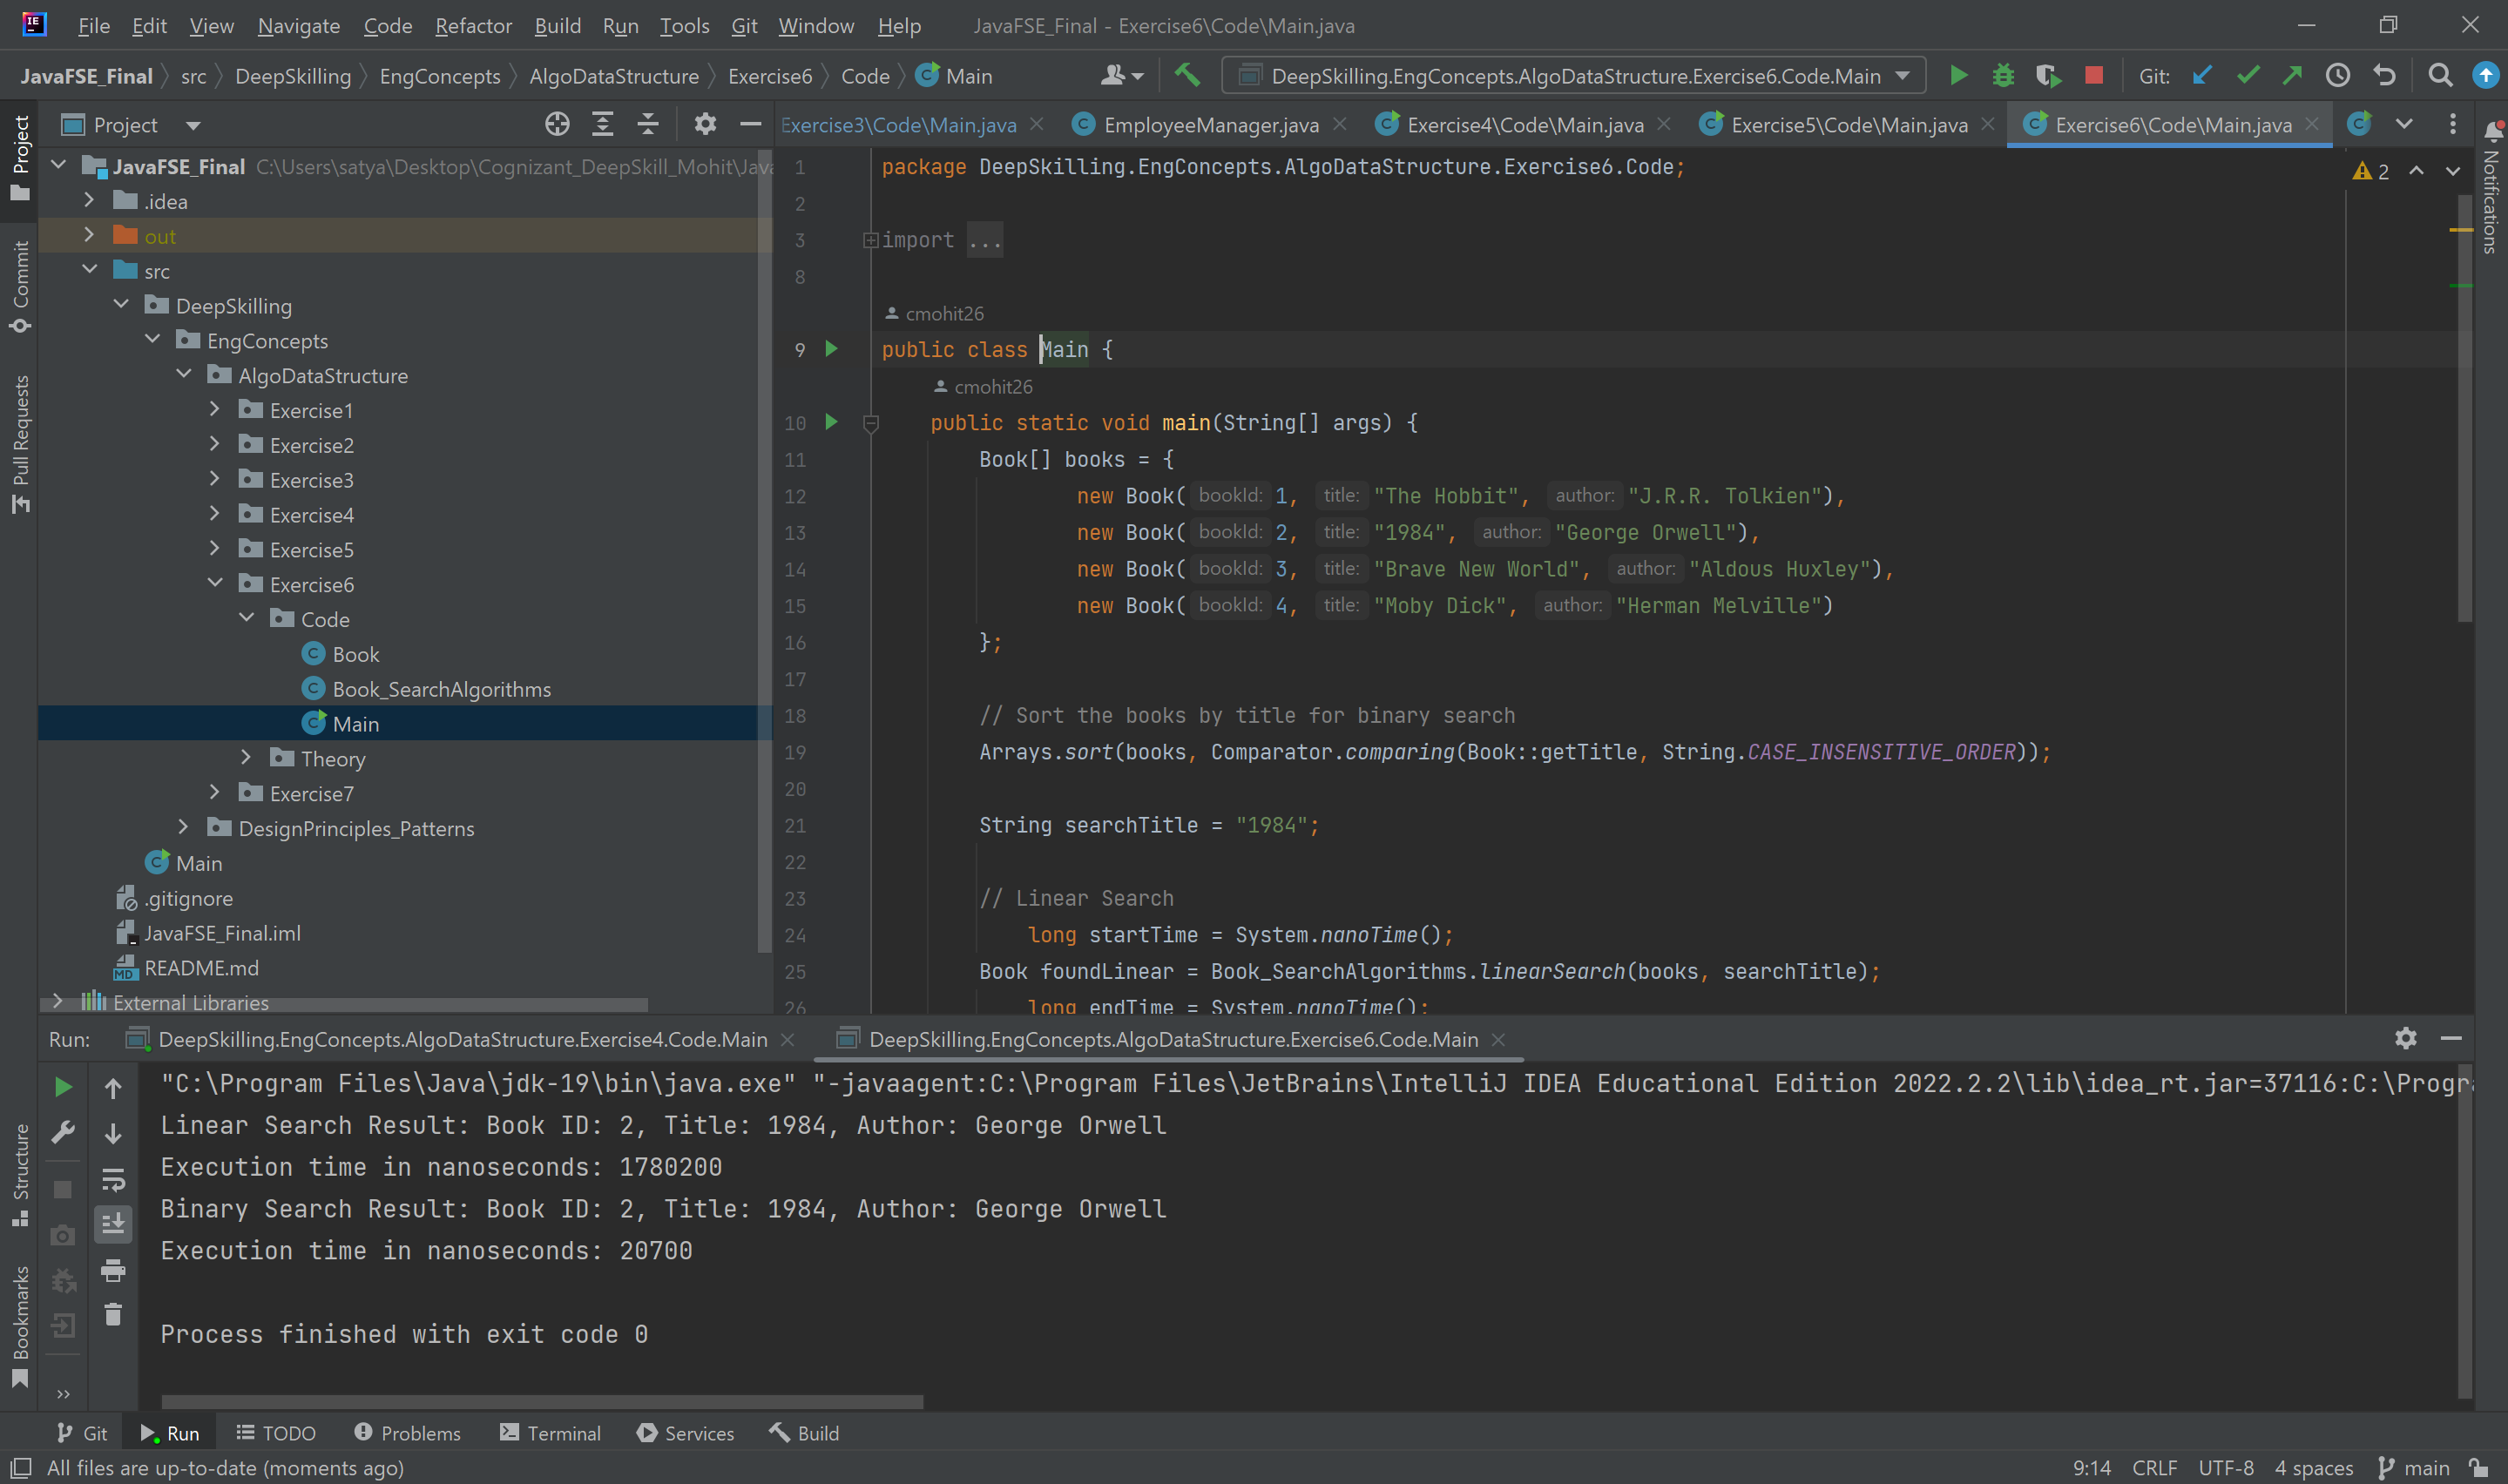 File Edit View Navigate Code Refactor Build Run Tools Git Window Help JavaFSE_Final - Exercise6\Code\Main.java
JavaFSE_Final src DeepSkilling EngConcepts AlgoDataStructure Exercise6 Code Main DeepSkilling.EngConcepts.AlgoDataStructure.Exercise6.Code.Main Git:
Project
Exercise3\Code\Main.java EmployeeManager.java Exercise4\Code\Main.java Exercise5\Code\Main.java Exercise6\Code\Main.java
Project
Commit
Pull Requests
Structure
Bookmarks
Notifications
JavaFSE_Final C:\Users\satya\Desktop\Cognizant_DeepSkill_Mohit\Java
.idea
out
src
DeepSkilling
EngConcepts
AlgoDataStructure
Exercise1
Exercise2
Exercise3
Exercise4
Exercise5
Exercise6
Code
Book
Book_SearchAlgorithms
Main
Theory
Exercise7
DesignPrinciples_Patterns
Main
.gitignore
JavaFSE_Final.iml
README.md
External Libraries
2
1 package DeepSkilling.EngConcepts.AlgoDataStructure.Exercise6.Code;
2
3 import ...
8
cmohit26
9 public class Main {
cmohit26
10 public static void main(String[] args) {
11 Book[] books = {
12 new Book( bookId: 1, title: "The Hobbit", author: "J.R.R. Tolkien"),
13 new Book( bookId: 2, title: "1984", author: "George Orwell"),
14 new Book( bookId: 3, title: "Brave New World", author: "Aldous Huxley"),
15 new Book( bookId: 4, title: "Moby Dick", author: "Herman Melville")
16 };
17
18 // Sort the books by title for binary search
19 Arrays.sort(books, Comparator.comparing(Book::getTitle, String.CASE_INSENSITIVE_ORDER));
20
21 String searchTitle = "1984";
22
23 // Linear Search
24 long startTime = System.nanoTime();
25 Book foundLinear = Book_SearchAlgorithms.linearSearch(books, searchTitle);
26 long endTime = System.nanoTime();
Run: DeepSkilling.EngConcepts.AlgoDataStructure.Exercise4.Code.Main DeepSkilling.EngConcepts.AlgoDataStructure.Exercise6.Code.Main
"C:\Program Files\Java\jdk-19\bin\java.exe" "-javaagent:C:\Program Files\JetBrains\IntelliJ IDEA Educational Edition 2022.2.2\lib\idea_rt.jar=37116:C:\Progra
Linear Search Result: Book ID: 2, Title: 1984, Author: George Orwell
Execution time in nanoseconds: 1780200
Binary Search Result: Book ID: 2, Title: 1984, Author: George Orwell
Execution time in nanoseconds: 20700
Process finished with exit code 0
Git Run TODO Problems Terminal Services Build
All files are up-to-date (moments ago) 9:14 CRLF UTF-8 4 spaces main